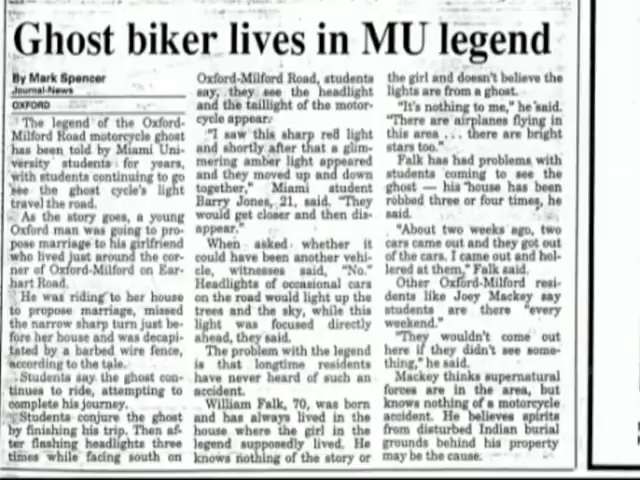 Ghost biker lives in MU legend
By Mark Spencer
Journal-News
OXFORD
The legend of the Oxford-
Milford Road motorcycle ghost
has been told by Miami Uni-
versity students for years,
with students continuing to go
see the ghost cycle's light
travel the road.
As the story goes, a young
Oxford man was going to pro-
pose marriage to his girlfriend
who lived just around the cor-
ner of Oxford-Milford on Ear-
hart Road.
He was riding to her house
to propose marriage, missed
the narrow sharp turn just be-
fore her house and was decapi-
tated by a barbed wire fence,
according to the tale.
Students say the ghost con-
tinues to ride, attempting to
complete his journey.
Students conjure the ghost
by finishing his trip. Then af-
ter flashing headlights three
times while facing south on
Oxford-Milford Road, students
say, they see the headlight
and the taillight of the motor-
cycle appear.
"I saw this sharp red light
and shortly after that a glim-
mering amber light appeared
and they moved up and down
together," Miami student
Barry Jones, 21, said. "They
would get closer and then dis-
appear."
When asked whether it
could have been another vehi-
cle, witnesses said, "No."
Headlights of occasional cars
on the road would light up the
trees and the sky, while this
light was focused directly
ahead, they said.
The problem with the legend
is that longtime residents
have never heard of such an
accident.
William Falk, 70, was born
and has always lived in the
house where the girl in the
legend supposedly lived. He
knows nothing of the story or
the girl and doesn't believe the
lights are from a ghost.
"It's nothing to me," he said.
"There are airplanes flying in
this area . . . there are bright
stars too."
Falk has had problems with
students coming to see the
ghost — his house has been
robbed three or four times, he
said.
"About two weeks ago, two
cars came out and they got out
of the cars. I came out and hol-
lered at them," Falk said.
Other Oxford-Milford resi-
dents like Joey Mackey say
students are there "every
weekend."
"They wouldn't come out
here if they didn't see some-
thing," he said.
Mackey thinks supernatural
forces are in the area, but
knows nothing of a motorcycle
accident. He believes spirits
from disturbed Indian burial
grounds behind his property
may be the cause.